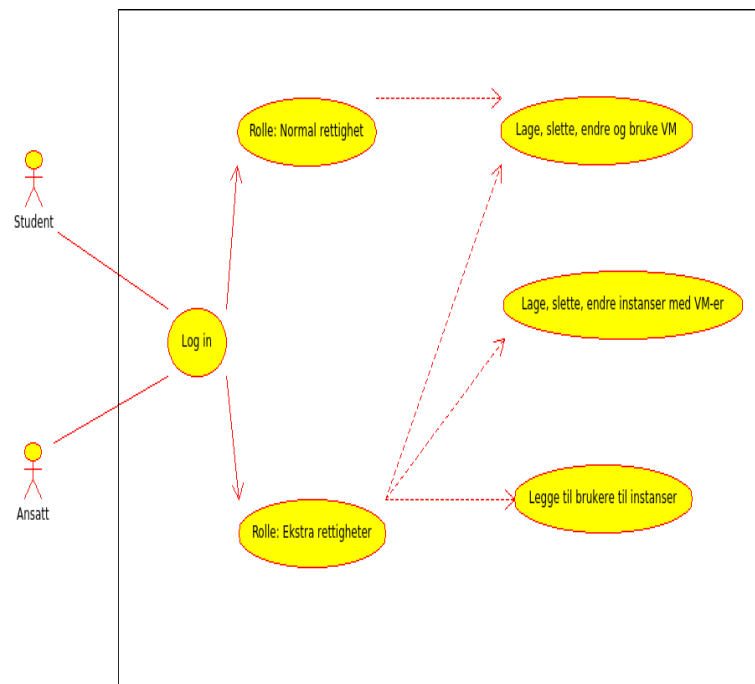 Rolle: Normal rettighet
Lage, slette, endre og bruke VM
Student
Lage, slette, endre instanser med VM-er
Log in
Ansatt
Rolle: Ekstra rettigheter
Legge til brukere til instanser